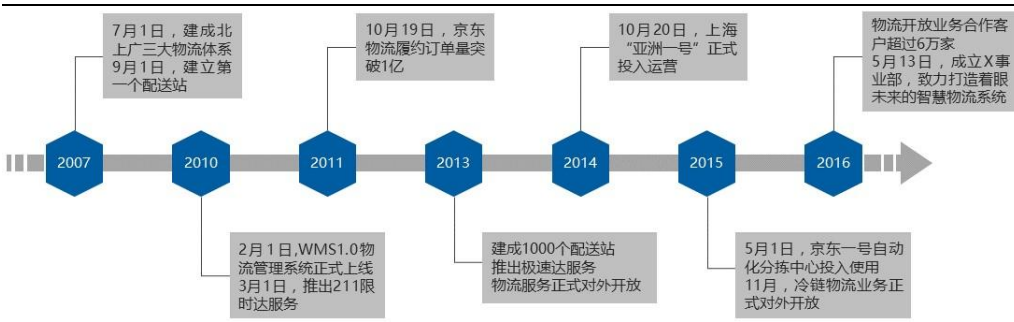 7月1日，建成北
上广三大物流体系
9月1日，建立第
一个配送站
10月19日，京东
物流履约订单量突
破1亿
10月20日，上海
“亚洲一号”正式
投入运营
物流开放业务合作客
户超过6万家
5月13日，成立X事
业部，致力打造着眼
未来的智慧物流系统
2007
2010
2011
2013
2014
2015
2016
2月1日,WMS1.0物
流管理系统正式上线
3月1日，推出211限
时达服务
建成1000个配送站
推出极速达服务
物流服务正式对外开放
5月1日，京东一号自动
化分拣中心投入使用
11月，冷链物流业务正
式对外开放